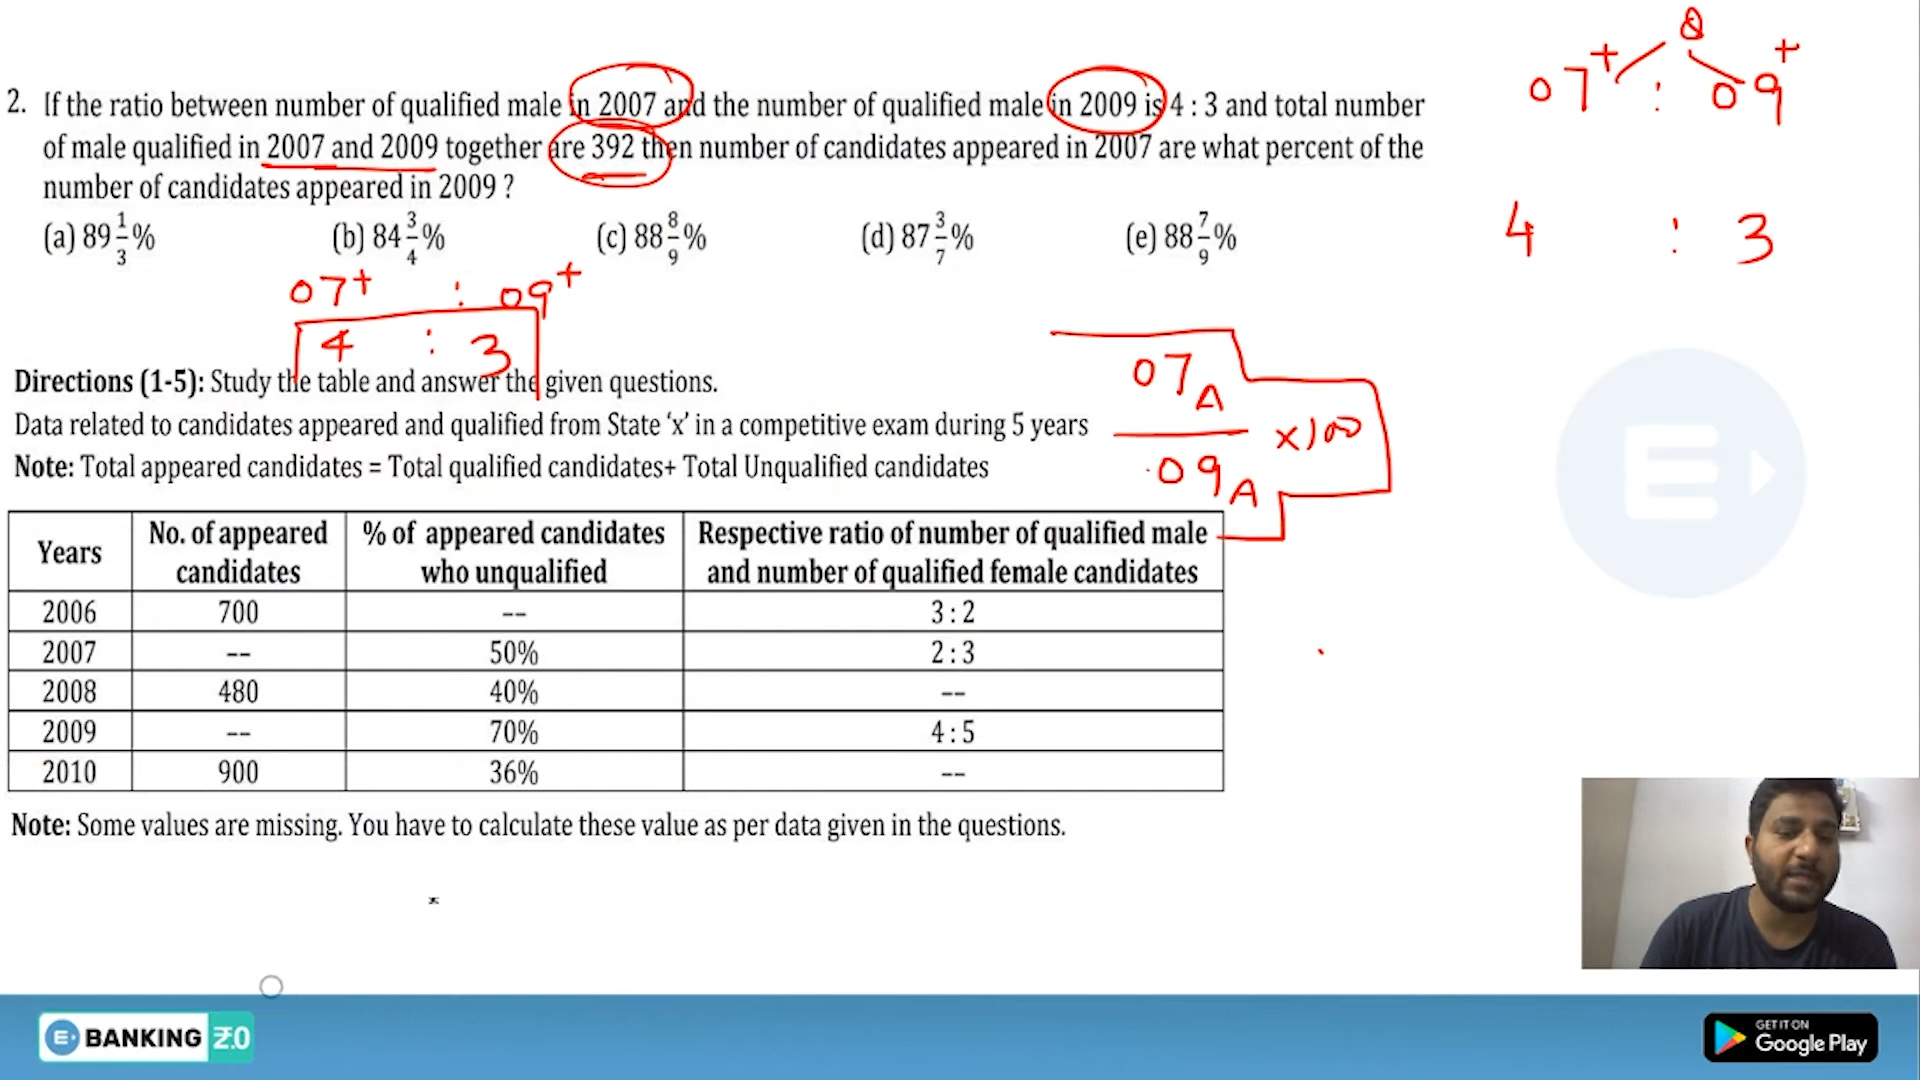 2. If the ratio between number of qualified male in 2007 and the number of qualified male in 2009 is 4 : 3 and total number
of male qualified in 2007 and 2009 together are 392 then number of candidates appeared in 2007 are what percent of the
number of candidates appeared in 2009 ?
(a) 89 1/3 % (b) 84 3/4 % (c) 88 8/9 % (d) 87 3/7 % (e) 88 7/9 %
Q
07+ : 09+
4 : 3
07+ : 09+
4 : 3
07A
09A
x100
Directions (1-5): Study the table and answer the given questions.
Data related to candidates appeared and qualified from State ‘x’ in a competitive exam during 5 years
Note: Total appeared candidates = Total qualified candidates+ Total Unqualified candidates
Years
No. of appeared
candidates
% of appeared candidates
who unqualified
Respective ratio of number of qualified male
and number of qualified female candidates
2006 700 -- 3 : 2
2007 -- 50% 2 : 3
2008 480 40% --
2009 -- 70% 4 : 5
2010 900 36% --
Note: Some values are missing. You have to calculate these value as per data given in the questions.
E
E BANKING ₹.0
GET IT ON
Google Play